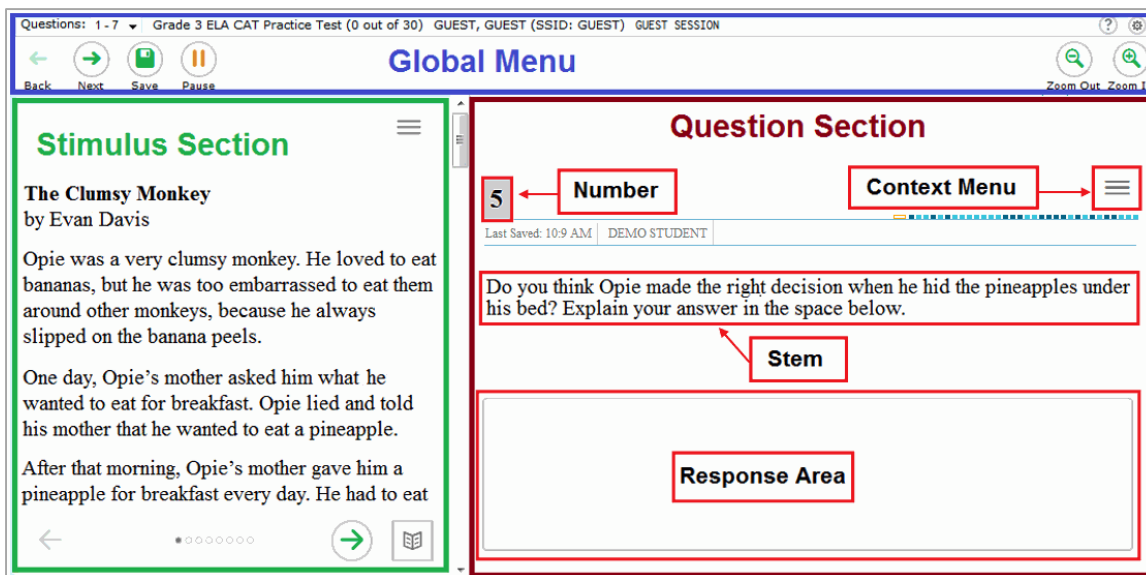 Questions: 1 - 7 Grade 3 ELA CAT Practice Test (0 out of 30) GUEST, GUEST (SSID: GUEST) GUEST SESSION
Back Next Save Pause
Global Menu
Zoom Out Zoom I
Stimulus Section
The Clumsy Monkey
by Evan Davis
Opie was a very clumsy monkey. He loved to eat
bananas, but he was too embarrassed to eat them
around other monkeys, because he always
slipped on the banana peels.
One day, Opie’s mother asked him what he
wanted to eat for breakfast. Opie lied and told
his mother that he wanted to eat a pineapple.
After that morning, Opie’s mother gave him a
pineapple for breakfast every day. He had to eat
Question Section
5
Number
Context Menu
Last Saved: 10:9 AM DEMO STUDENT
Do you think Opie made the right decision when he hid the pineapples under
his bed? Explain your answer in the space below.
Stem
Response Area